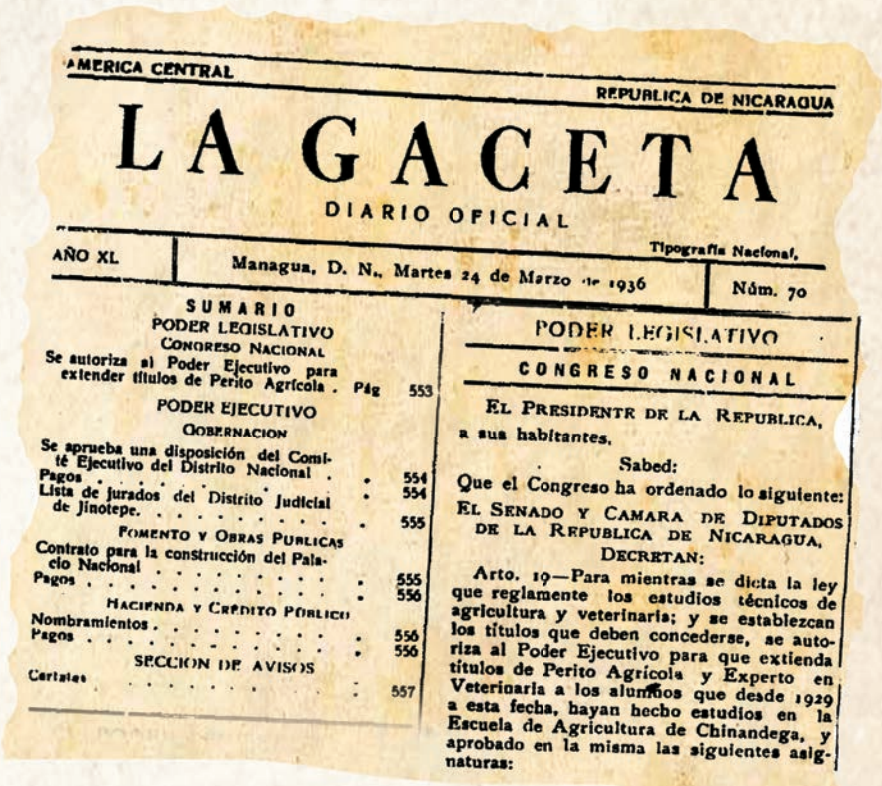 AMERICA CENTRAL
REPUBLICA DE NICARAGUA
LA GACETA
DIARIO OFICIAL
Tipografía Nacional,
AÑO XL
Managua, D. N., Martes 24 de Marzo de 1936
Núm. 70
SUMARIO
PODER LEGISLATIVO
CONGRESO NACIONAL
Se autoriza al Poder Ejecutivo para
extender títulos de Perito Agrícola . Pág 553
PODER EJECUTIVO
GOBERNACION
Se aprueba una disposición del Comi-
té Ejecutivo del Distrito Nacional . 554
Pagos . . . . . . . . 554
Lista de jurados del Distrito Judicial
de Jinotepe. . . . . . . . 555
FOMENTO Y OBRAS PUBLICAS
Contrato para la construcción del Pala-
cio Nacional . . . . . . . . 555
Pagos . . . . . . . . . 556
HACIENDA Y CREDITO PUBLICO
Nombramientos . . . . . . . 556
Pagos . . . . . . . . . 556
SECCION DE AVISOS
Carteles . . . . . . . 557
PODER LEGISLATIVO
CONGRESO NACIONAL
EL PRESIDENTE DE LA REPUBLICA,
a sus habitantes,
Sabed:
Que el Congreso ha ordenado lo siguiente:
EL SENADO Y CAMARA DE DIPUTADOS
DE LA REPUBLICA DE NICARAGUA,
DECRETAN:
Arto. 1º—Para mientras se dicta la ley
que reglamente los estudios técnicos de
agricultura y veterinaria; y se establezcan
los títulos que deben concederse, se auto-
riza al Poder Ejecutivo para que extienda
títulos de Perito Agrícola y Experto en
Veterinaria a los alumnos que desde 1929
a esta fecha, hayan hecho estudios en la
Escuela de Agricultura de Chinandega, y
aprobado en la misma las siguientes asig-
naturas: